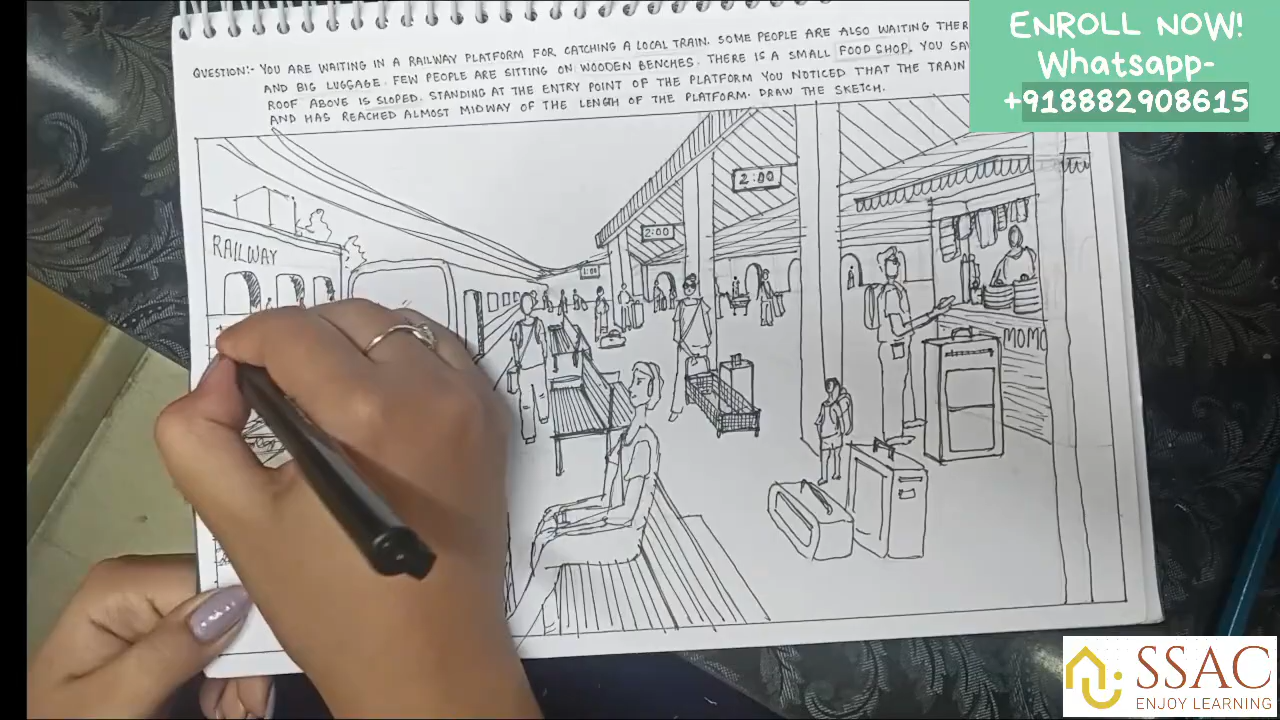 QUESTION:- YOU ARE WAITING IN A RAILWAY PLATFORM FOR CATCHING A LOCAL TRAIN. SOME PEOPLE ARE ALSO WAITING THER
AND BIG LUGGAGE. FEW PEOPLE ARE SITTING ON WOODEN BENCHES. THERE IS A SMALL FOOD SHOP. YOU SAW
ROOF ABOVE IS SLOPED. STANDING AT THE ENTRY POINT OF THE PLATFORM YOU NOTICED THAT THE TRAIN
AND HAS REACHED ALMOST MIDWAY OF THE LENGTH OF THE PLATFORM. DRAW THE SKETCH.
ENROLL NOW!
Whatsapp-
+918882908615
2:00
2:00
RAILWAY
MOMO
SSAC
ENJOY LEARNING